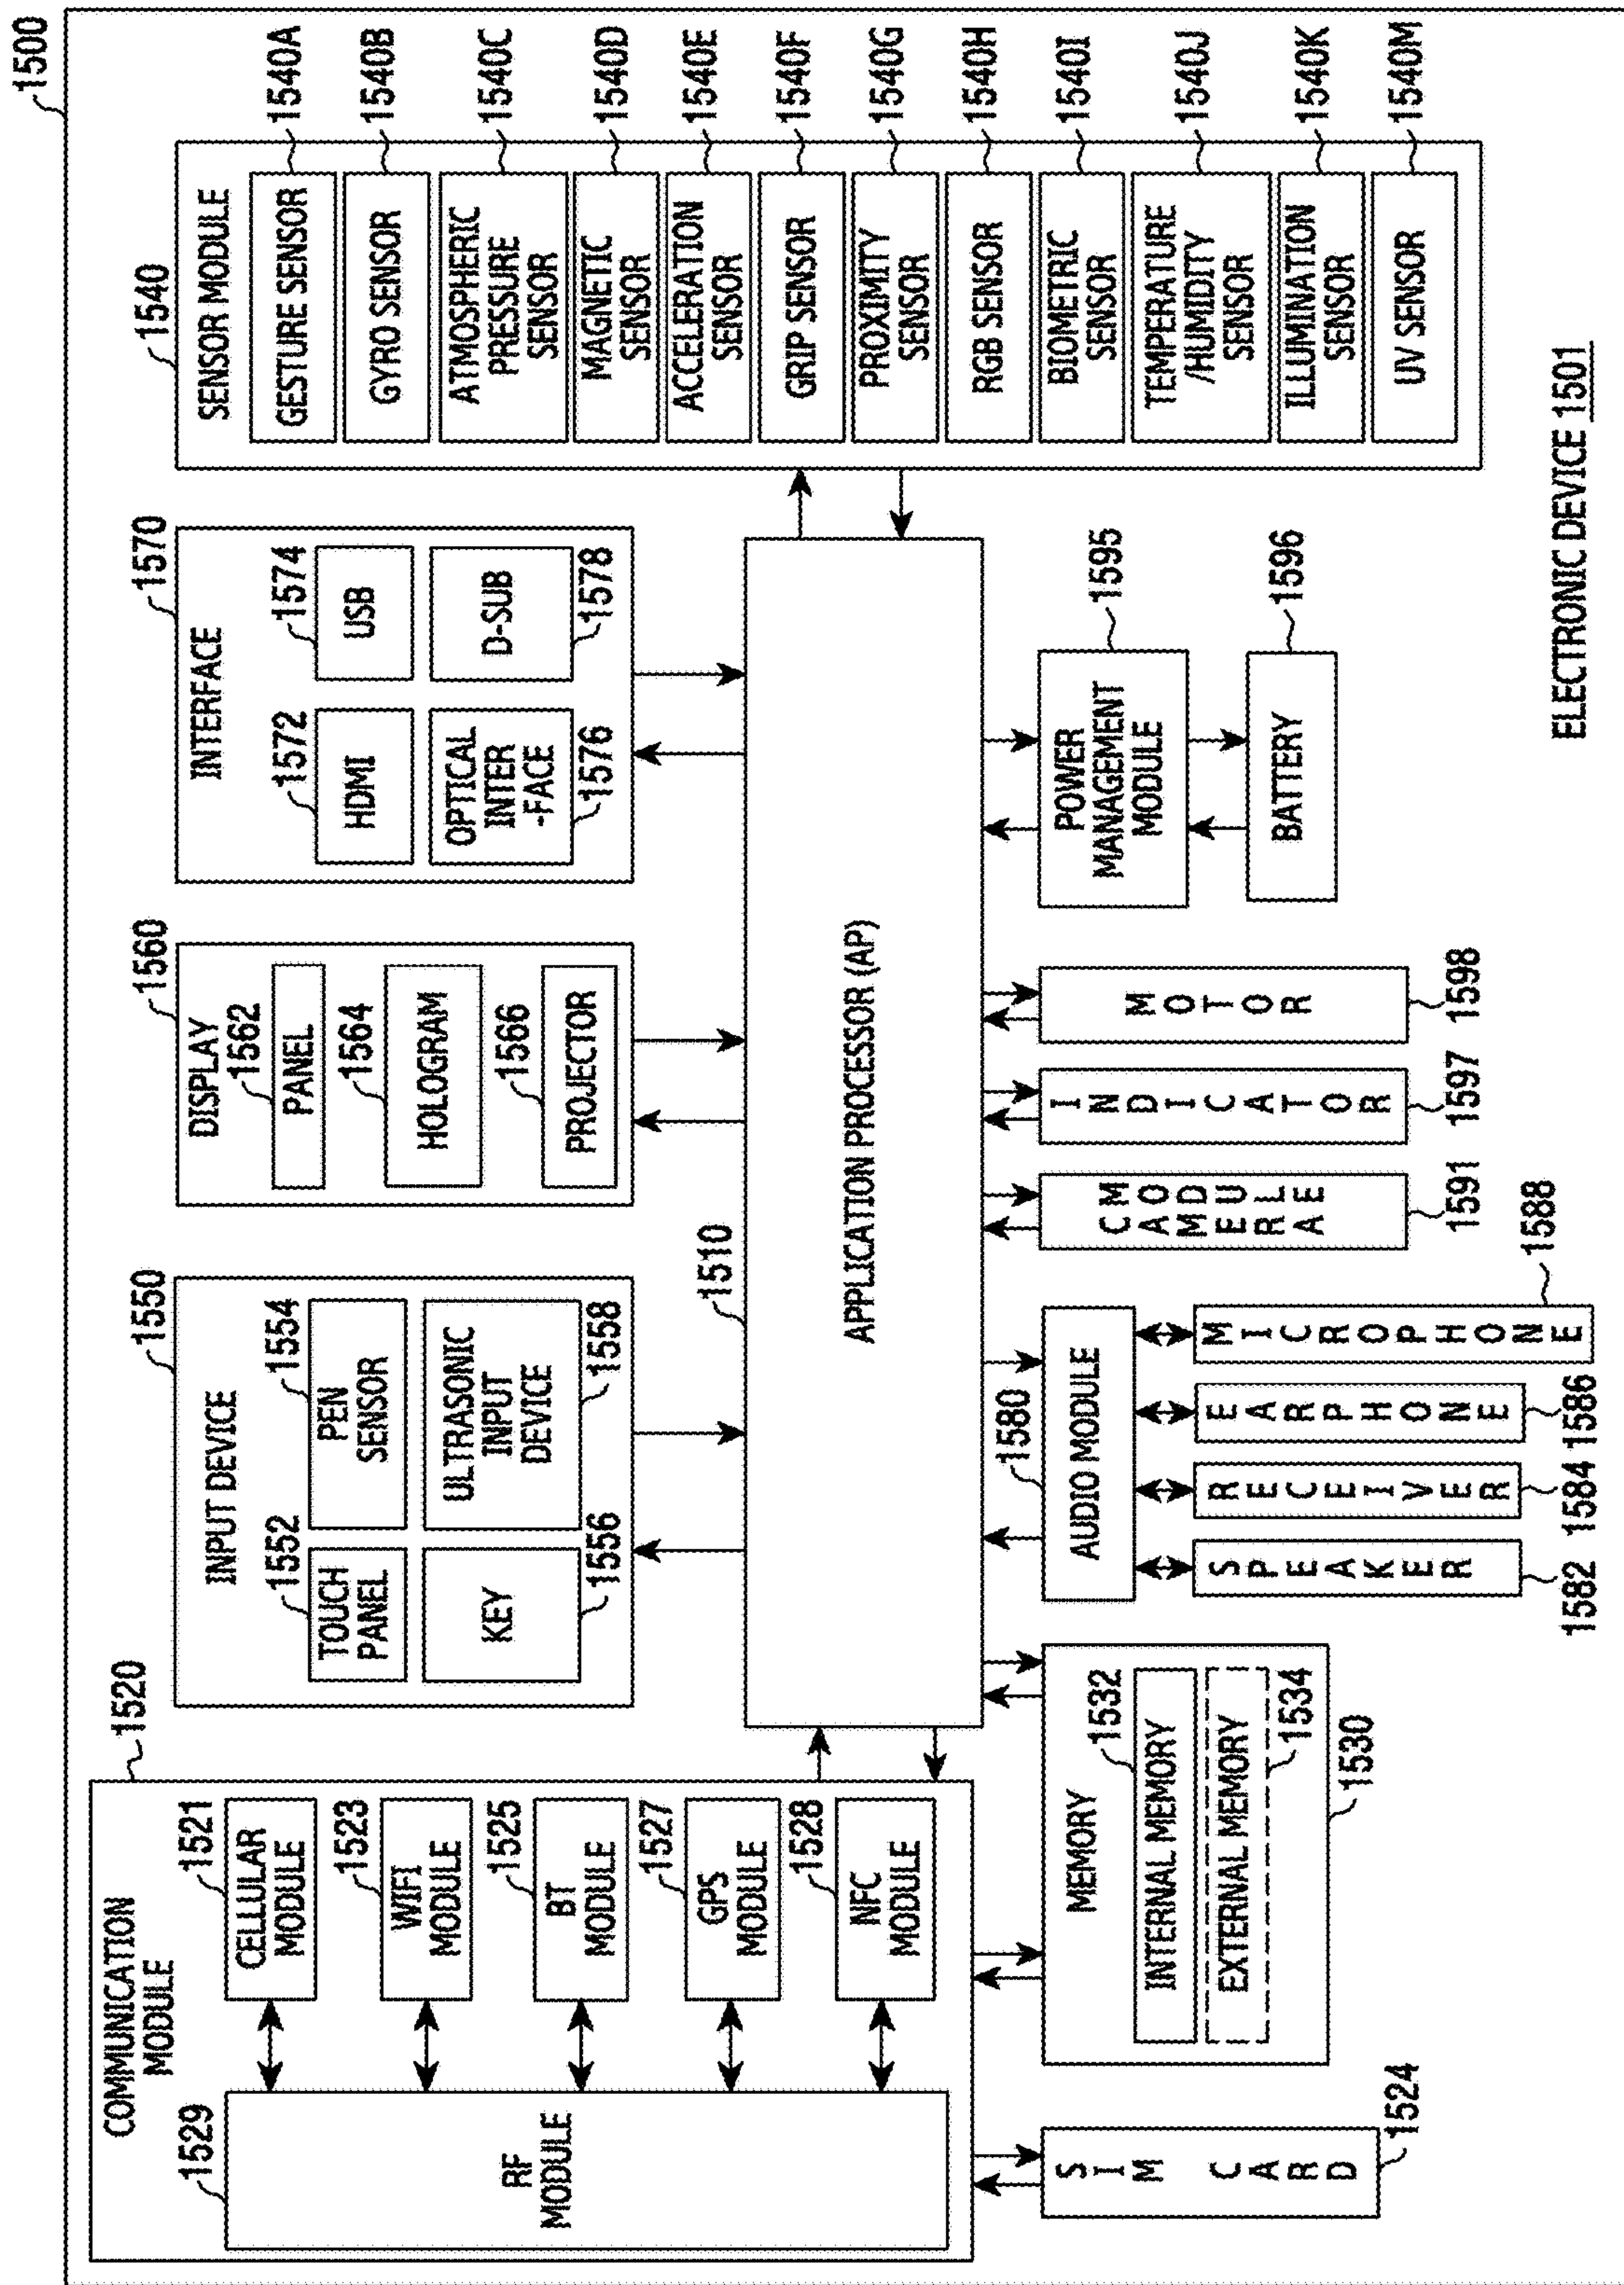 1500
COMMUNICATION
MODULE
1520
1529
RF
MODULE
1521
CELLULAR
MODULE
1523
WIFI
MODULE
1525
BT
MODULE
1527
GPS
MODULE
1528
NFC
MODULE
INPUT DEVICE
1550
1552
TOUCH
PANEL
1554
PEN
SENSOR
KEY
1556
ULTRASONIC
INPUT
DEVICE
1558
DISPLAY
1560
1562
PANEL
1564
HOLOGRAM
1566
PROJECTOR
INTERFACE
1570
1572
HDMI
1574
USB
OPTICAL
INTER
-FACE
1576
D-SUB
1578
1540
SENSOR MODULE
GESTURE SENSOR
1540A
GYRO SENSOR
1540B
ATMOSPHERIC
PRESSURE
SENSOR
1540C
MAGNETIC
SENSOR
1540D
ACCELERATION
SENSOR
1540E
GRIP SENSOR
1540F
PROXIMITY
SENSOR
1540G
RGB SENSOR
1540H
BIOMETRIC
SENSOR
1540I
TEMPERATURE
/HUMIDITY
SENSOR
1540J
ILLUMINATION
SENSOR
1540K
UV SENSOR
1540M
1510
APPLICATION PROCESSOR (AP)
SIM CARD
1524
MEMORY
1532
INTERNAL MEMORY
EXTERNAL MEMORY
1534
1530
1580
AUDIO MODULE
SPEAKER
1582
RECEIVER
1584
EARPHONE
1586
MICROPHONE
1588
CAMERA
MODULE
1591
INDICATOR
1597
MOTOR
1598
POWER
MANAGEMENT
MODULE
1595
BATTERY
1596
ELECTRONIC DEVICE 1501